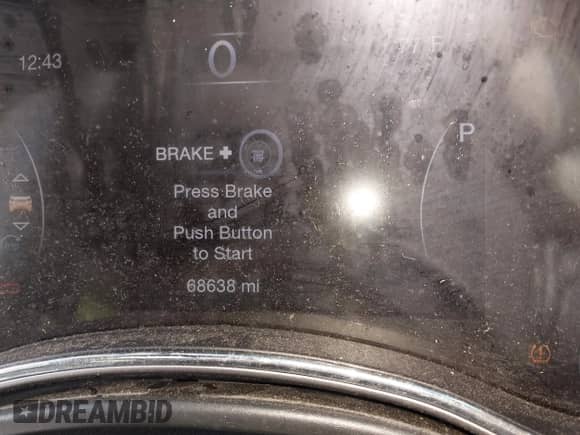 12:43
0
F
P
BRAKE +
Press Brake
and
Push Button
to Start
68638 mi
DREAMBID